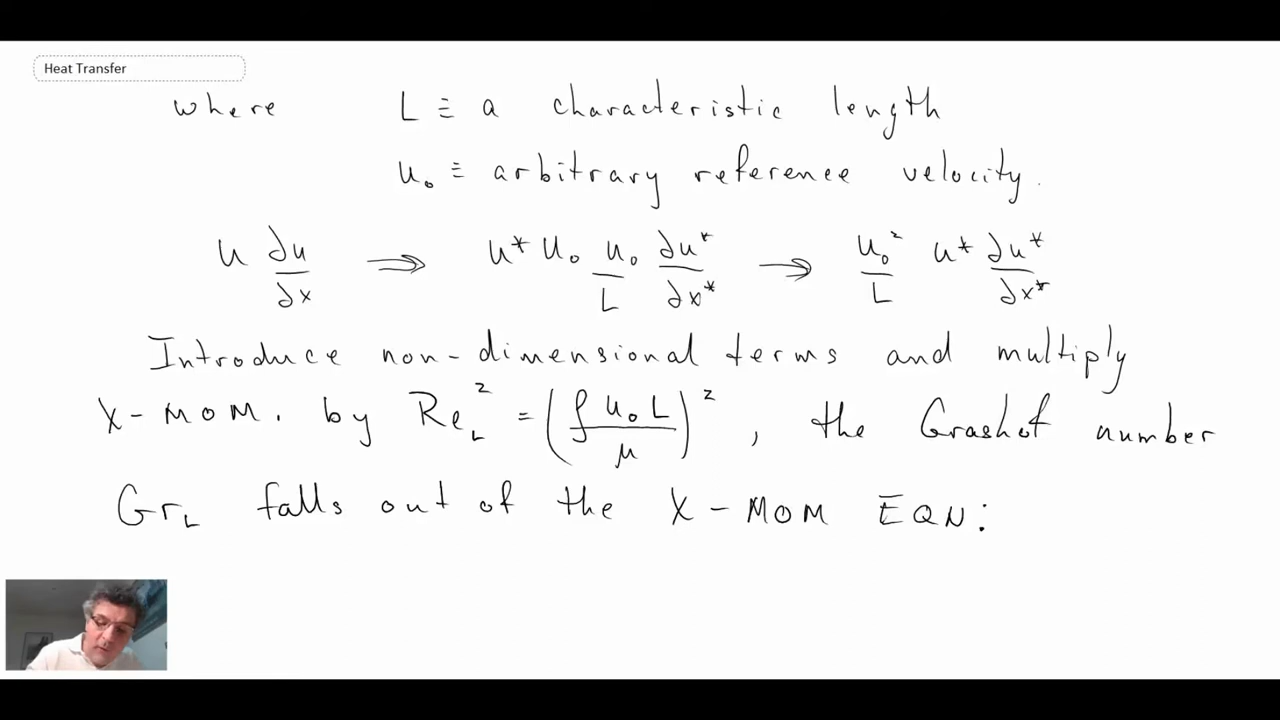 Heat Transfer
where L ≡ a characteristic length
u₀ ≡ arbitrary reference velocity.
u ∂u/∂x ⇒ u* u₀ u₀/L ∂u*/∂x* ⇒ u₀²/L u* ∂u*/∂x*
Introduce non-dimensional terms and multiply
X-MOM. by Re_L² = (ρ u₀ L/μ)², the Grashof number
Gr_L falls out of the X-MOM EQN: